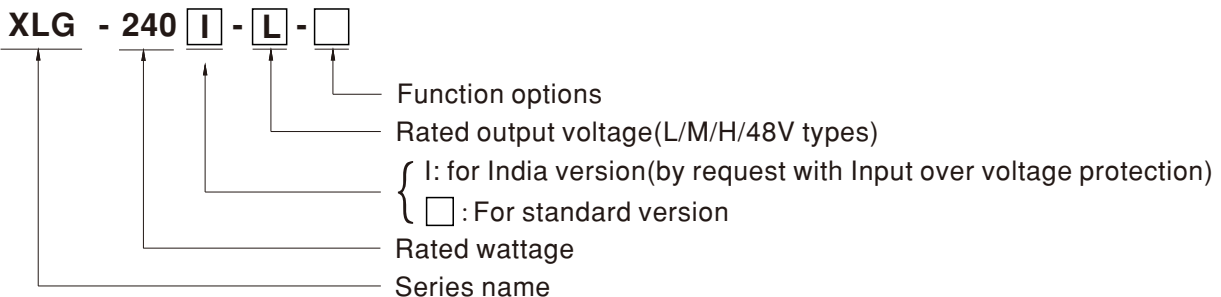 XLG - 240 I - L -
Function options
Rated output voltage(L/M/H/48V types)
I: for India version(by request with Input over voltage protection)
: For standard version
Rated wattage
Series name